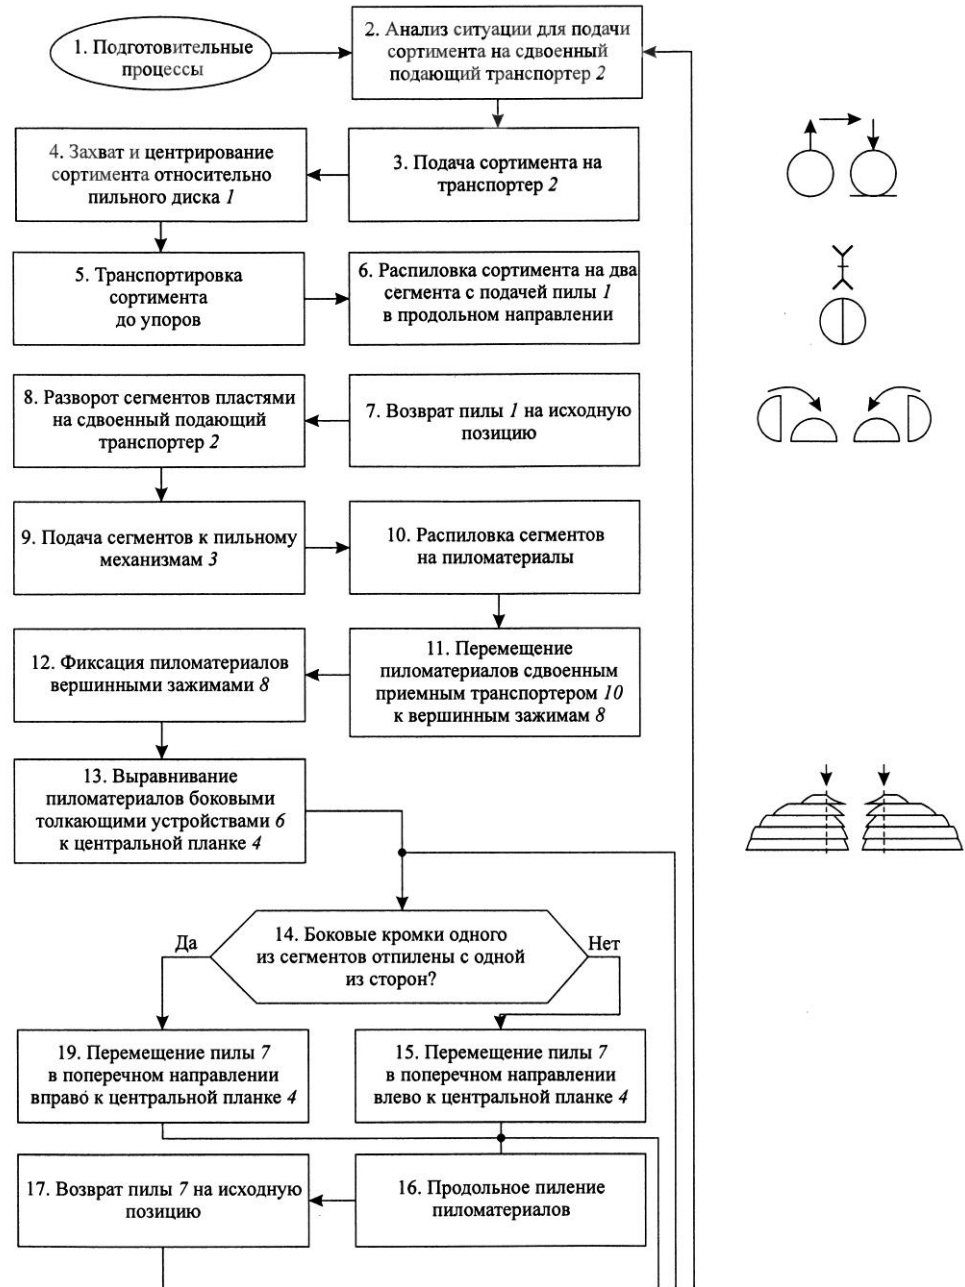 1. Подготовительные
процессы
2. Анализ ситуации для подачи
сортимента на сдвоенный
подающий транспортер 2
4. Захват и центрирование
сортимента относительно
пильного диска 1
3. Подача сортимента на
транспортер 2
5. Транспортировка
сортимента
до упоров
6. Распиловка сортимента на два
сегмента с подачей пилы 1
в продольном направлении
8. Разворот сегментов пластями
на сдвоенный подающий
транспортер 2
7. Возврат пилы 1 на исходную
позицию
9. Подача сегментов к пильному
механизмам 3
10. Распиловка сегментов
на пиломатериалы
12. Фиксация пиломатериалов
вершинными зажимами 8
11. Перемещение
пиломатериалов сдвоенным
приемным транспортером 10
к вершинным зажимам 8
13. Выравнивание
пиломатериалов боковыми
толкающими устройствами 6
к центральной планке 4
Да
14. Боковые кромки одного
из сегментов отпилены с одной
из сторон?
Нет
19. Перемещение пилы 7
в поперечном направлении
вправо к центральной планке 4
15. Перемещение пилы 7
в поперечном направлении
влево к центральной планке 4
17. Возврат пилы 7 на исходную
позицию
16. Продольное пиление
пиломатериалов